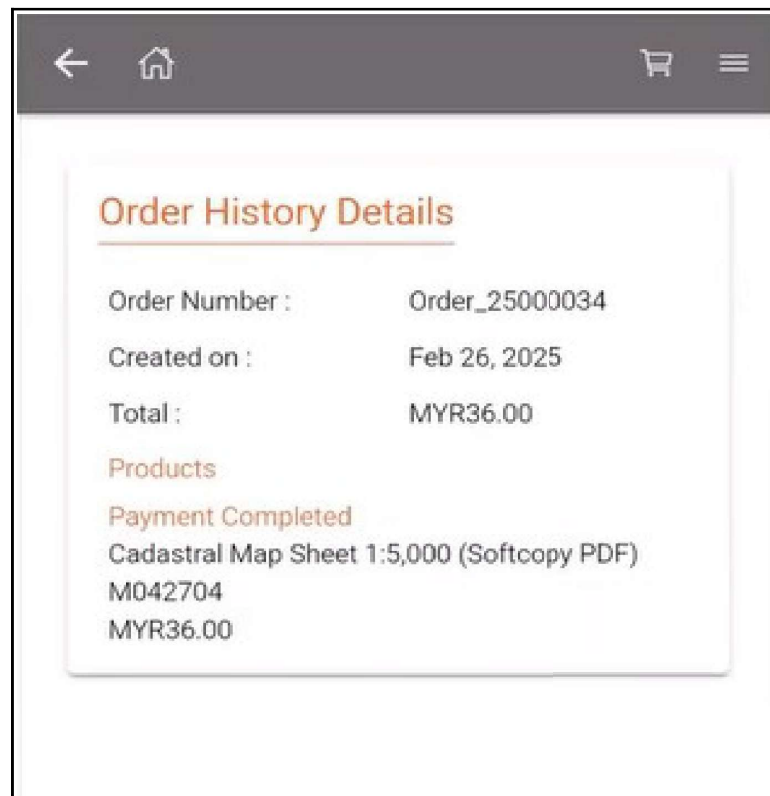 Order History Details
Order Number : Order_25000034
Created on : Feb 26, 2025
Total : MYR36.00
Products
Payment Completed
Cadastral Map Sheet 1:5,000 (Softcopy PDF)
M042704
MYR36.00